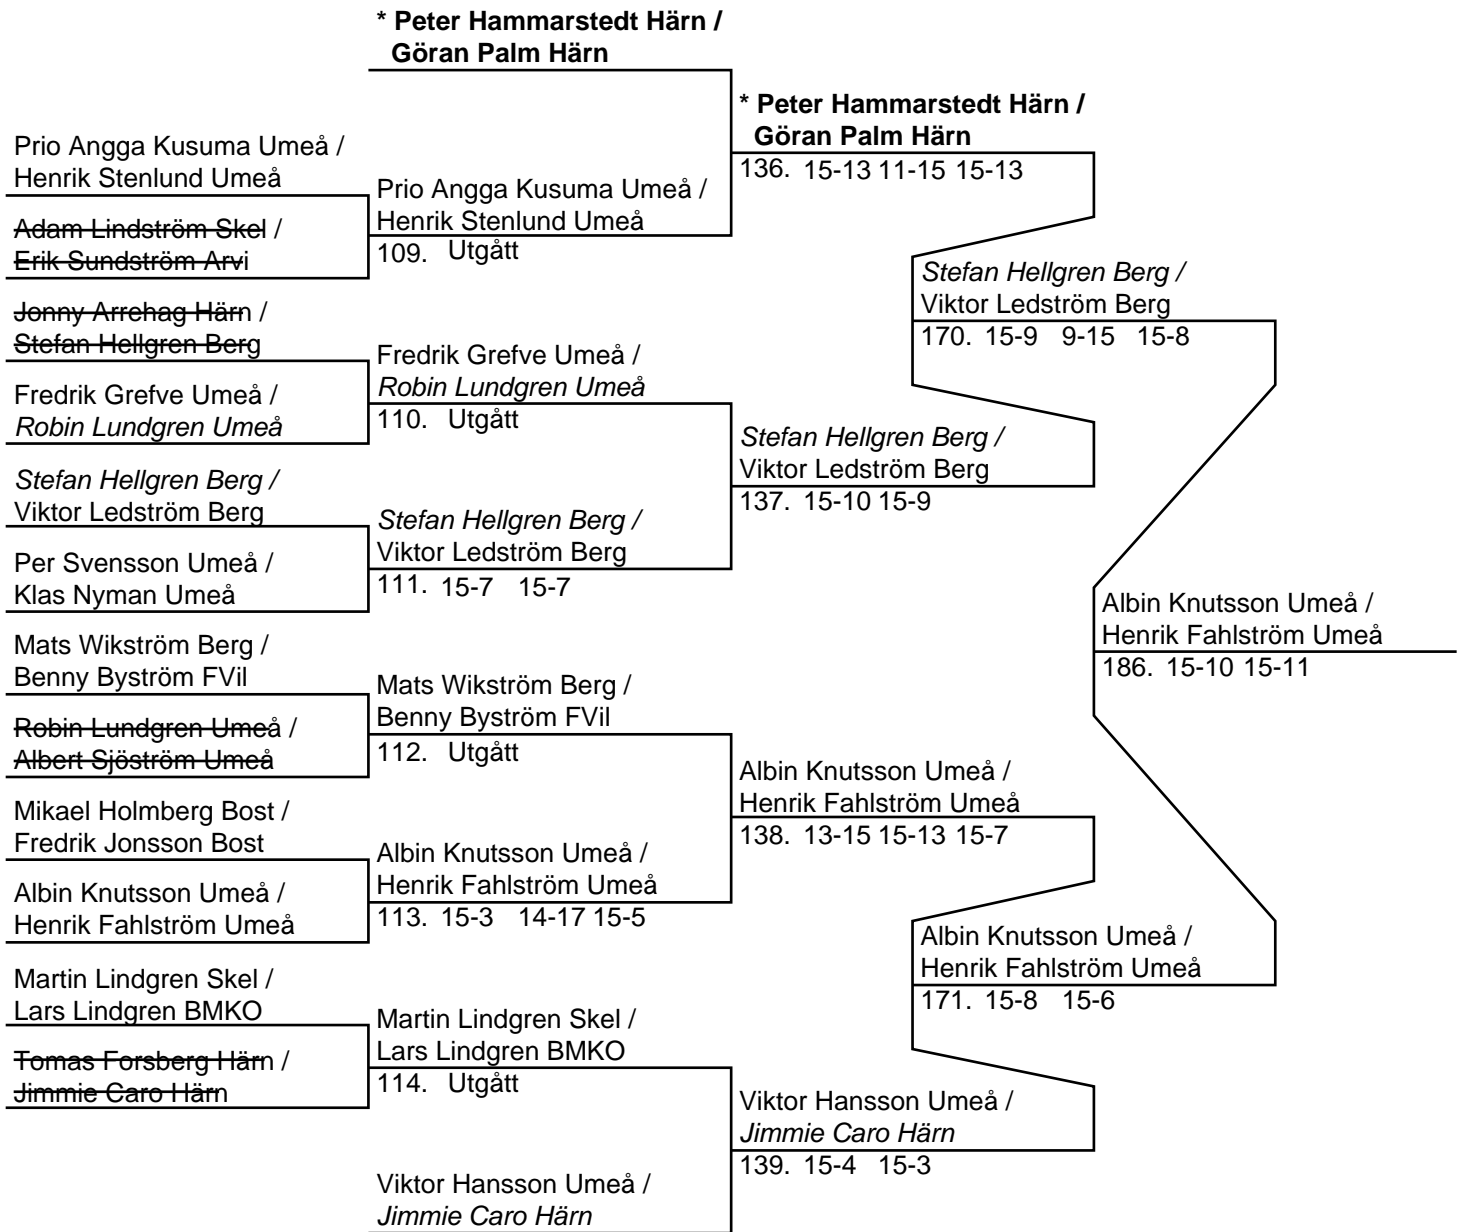 * Peter Hammarstedt Härn /
Göran Palm Härn
Prio Angga Kusuma Umeå /
Henrik Stenlund Umeå
Adam Lindström Skel /
Erik Sundström Arvi
Jonny Arrehag Härn /
Stefan Hellgren Berg
Fredrik Grefve Umeå /
Robin Lundgren Umeå
Stefan Hellgren Berg /
Viktor Ledström Berg
Per Svensson Umeå /
Klas Nyman Umeå
Mats Wikström Berg /
Benny Byström FVil
Robin Lundgren Umeå /
Albert Sjöström Umeå
Mikael Holmberg Bost /
Fredrik Jonsson Bost
Albin Knutsson Umeå /
Henrik Fahlström Umeå
Martin Lindgren Skel /
Lars Lindgren BMKO
Tomas Forsberg Härn /
Jimmie Caro Härn
Prio Angga Kusuma Umeå /
Henrik Stenlund Umeå
109. Utgått
Fredrik Grefve Umeå /
Robin Lundgren Umeå
110. Utgått
Stefan Hellgren Berg /
Viktor Ledström Berg
111. 15-7 15-7
Mats Wikström Berg /
Benny Byström FVil
112. Utgått
Albin Knutsson Umeå /
Henrik Fahlström Umeå
113. 15-3 14-17 15-5
Martin Lindgren Skel /
Lars Lindgren BMKO
114. Utgått
Viktor Hansson Umeå /
Jimmie Caro Härn
* Peter Hammarstedt Härn /
Göran Palm Härn
136. 15-13 11-15 15-13
Stefan Hellgren Berg /
Viktor Ledström Berg
137. 15-10 15-9
Albin Knutsson Umeå /
Henrik Fahlström Umeå
138. 13-15 15-13 15-7
Viktor Hansson Umeå /
Jimmie Caro Härn
139. 15-4 15-3
Stefan Hellgren Berg /
Viktor Ledström Berg
170. 15-9 9-15 15-8
Albin Knutsson Umeå /
Henrik Fahlström Umeå
171. 15-8 15-6
Albin Knutsson Umeå /
Henrik Fahlström Umeå
186. 15-10 15-11